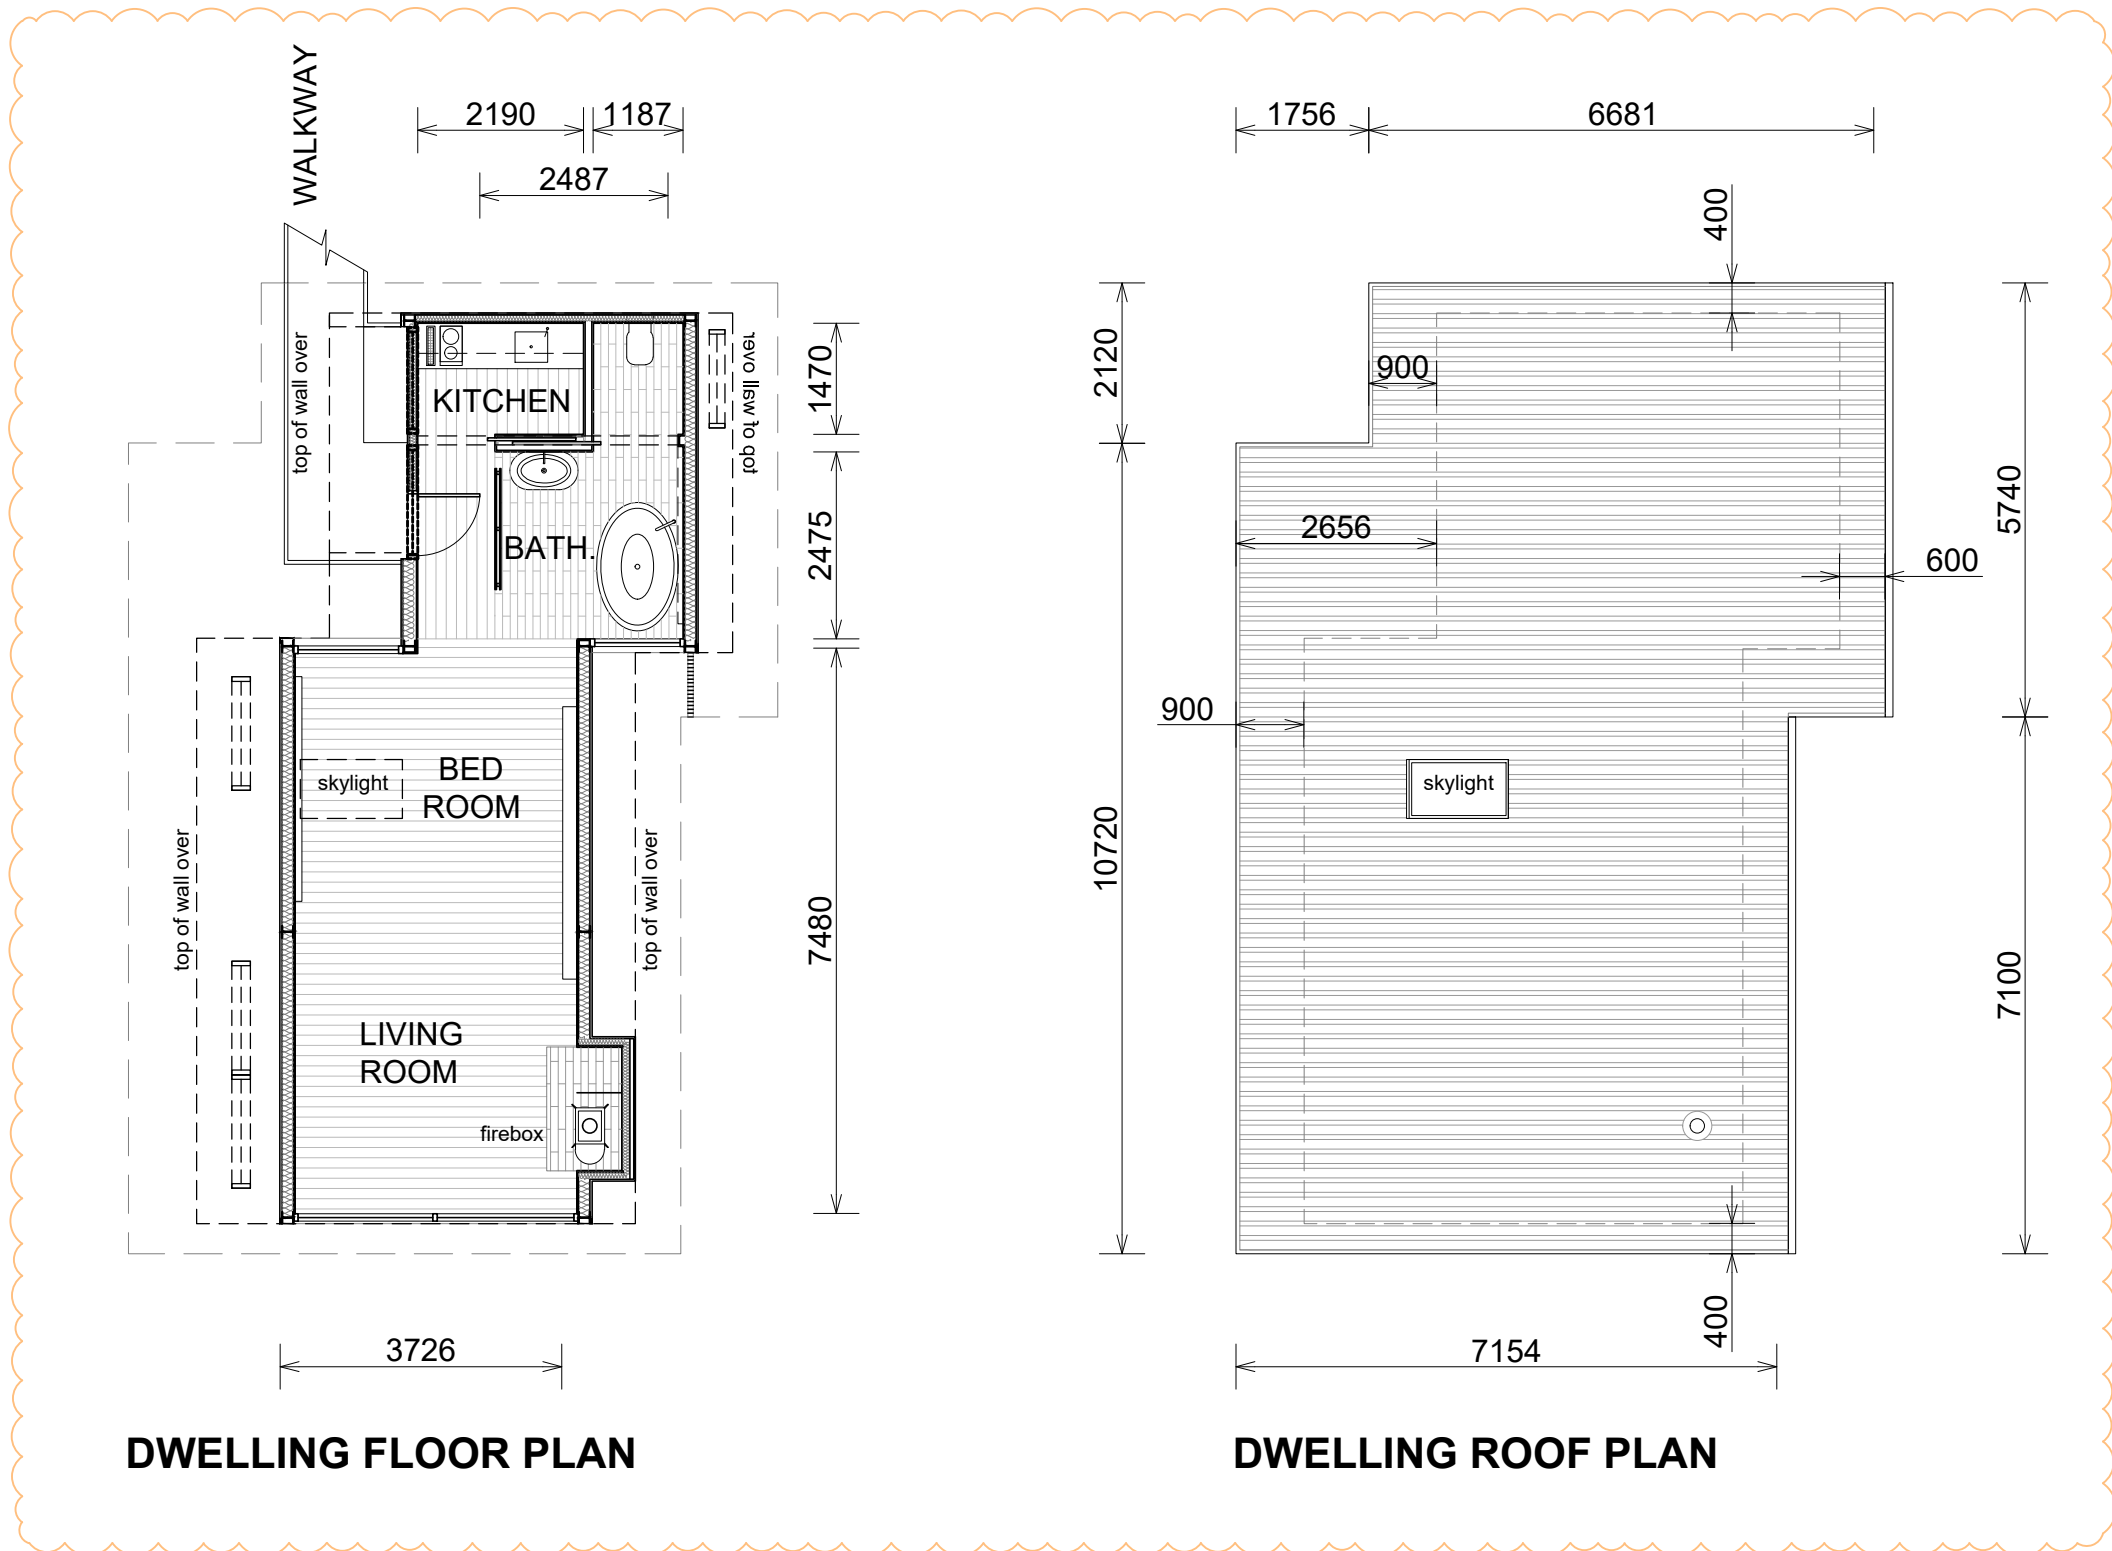 WALKWAY
2190
1187
2487
top of wall over
top of wall over
KITCHEN
1470
BATH.
2475
skylight
BED
ROOM
top of wall over
top of wall over
7480
LIVING
ROOM
firebox
3726
DWELLING FLOOR PLAN
1756
6681
400
2120
900
2656
5740
600
900
skylight
10720
7100
400
7154
DWELLING ROOF PLAN